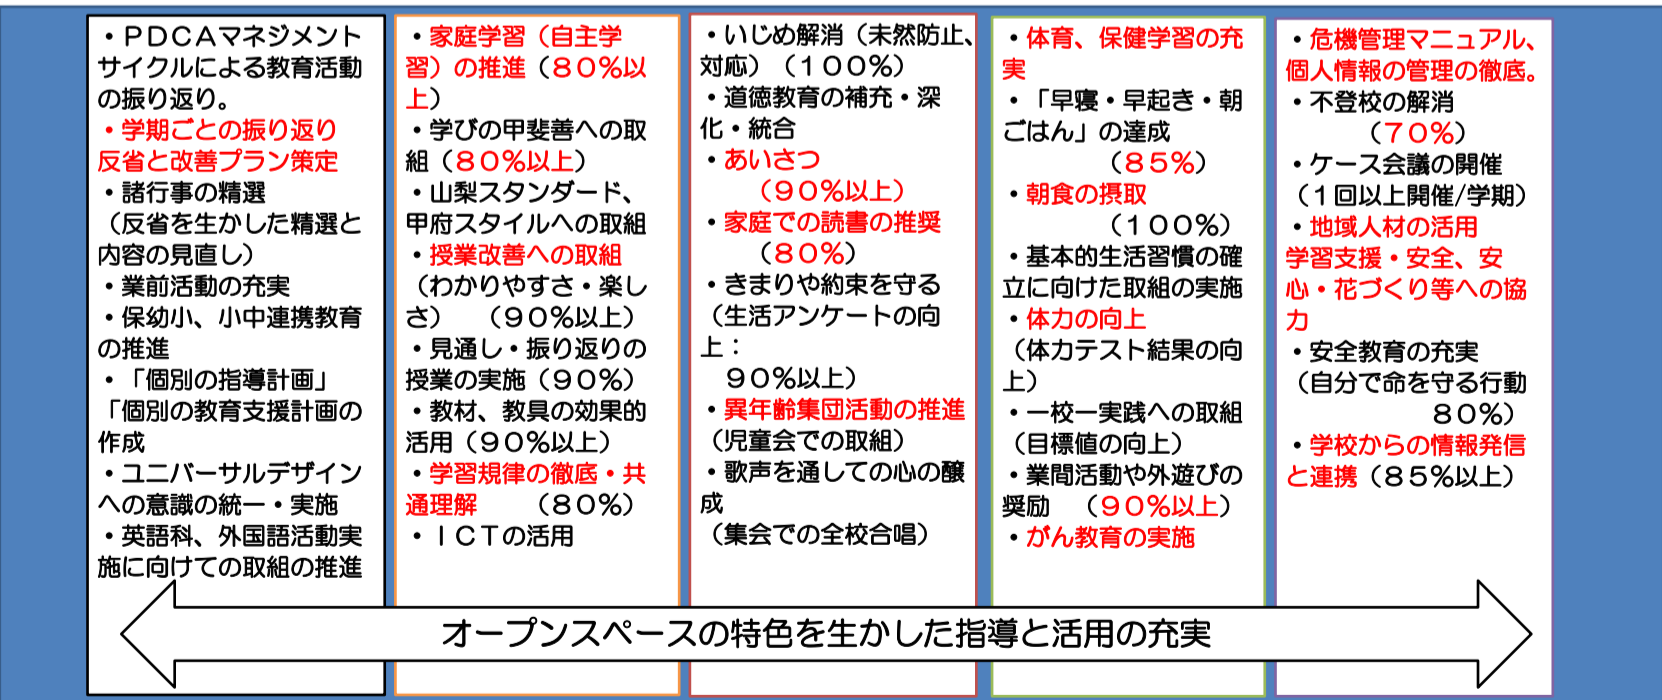 ・ＰＤＣＡマネジメント
サイクルによる教育活動
の振り返り。
・学期ごとの振り返り
反省と改善プラン策定
・諸行事の精選
（反省を生かした精選と
内容の見直し）
・業前活動の充実
・保幼小、小中連携教育
の推進
・「個別の指導計画」
「個別の教育支援計画の
作成
・ユニバーサルデザイン
への意識の統一・実施
・英語科、外国語活動実
施に向けての取組の推進
・家庭学習（自主学
習）の推進（８０％以
上）
・学びの甲斐善への取
組（８０％以上）
・山梨スタンダード、
甲府スタイルへの取組
・授業改善への取組
（わかりやすさ・楽し
さ）　（９０％以上）
・見通し・振り返りの
授業の実施（９０％）
・教材、教具の効果的
活用（９０％以上）
・学習規律の徹底・共
通理解　　（８０％）
・ＩＣＴの活用
・いじめ解消（未然防止、
対応）（１００％）
・道徳教育の補充・深
化・統合
・あいさつ
（９０％以上）
・家庭での読書の推奨
（８０％）
・きまりや約束を守る
（生活アンケートの向
上：
９０％以上）
・異年齢集団活動の推進
（児童会での取組）
・歌声を通しての心の醸
成
（集会での全校合唱）
・体育、保健学習の充
実
・「早寝・早起き・朝
ごはん」の達成
（８５％）
・朝食の摂取
（１００％）
・基本的生活習慣の確
立に向けた取組の実施
・体力の向上
（体力テスト結果の向
上）
・一校一実践への取組
（目標値の向上）
・業間活動や外遊びの
奨励　（９０％以上）
・がん教育の実施
・危機管理マニュアル、
個人情報の管理の徹底。
・不登校の解消
（７０％）
・ケース会議の開催
（１回以上開催/学期）
・地域人材の活用
学習支援・安全、安
心・花づくり等への協
力
・安全教育の充実
（自分で命を守る行動
８０％）
・学校からの情報発信
と連携（８５％以上）
オープンスペースの特色を生かした指導と活用の充実